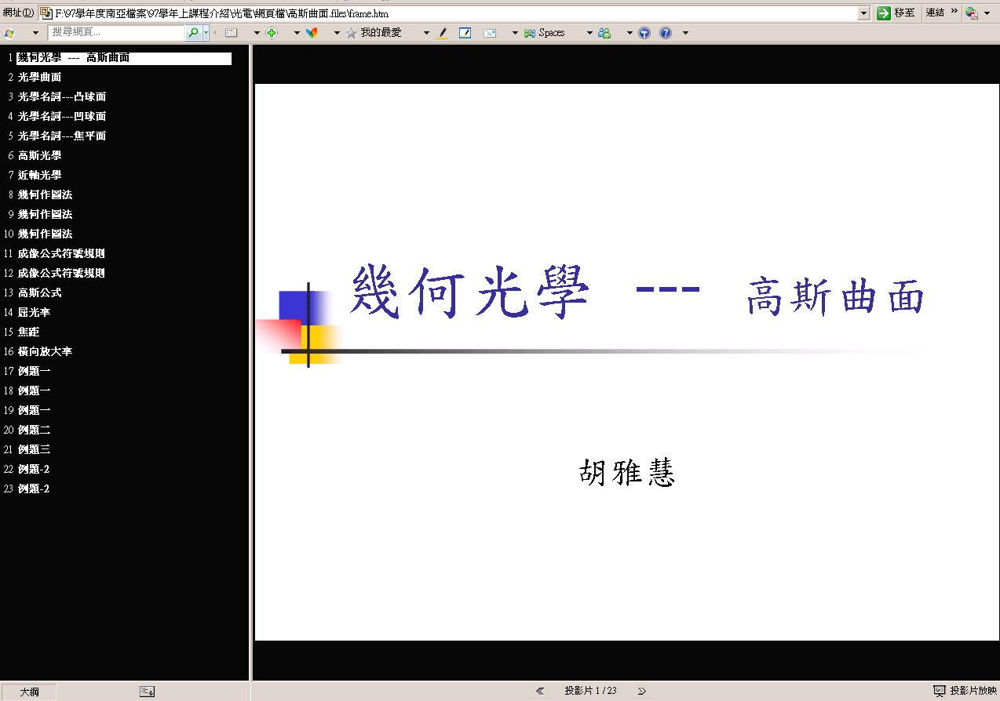 網址(D) F:\97學年度南亞檔案\97學年上課程介紹\光電\網頁檔\高斯曲面.files\frame.htm 移至 連結 »
搜尋網頁... 我的最愛 Spaces
1 幾何光學 --- 高斯曲面
2 光學曲面
3 光學名詞---凸球面
4 光學名詞---凹球面
5 光學名詞---焦平面
6 高斯光學
7 近軸光學
8 幾何作圖法
9 幾何作圖法
10 幾何作圖法
11 成像公式符號規則
12 成像公式符號規則
13 高斯公式
14 屈光率
15 焦距
16 橫向放大率
17 例題一
18 例題一
19 例題一
20 例題二
21 例題三
22 例題-2
23 例題-2
幾何光學 --- 高斯曲面
胡雅慧
大綱 投影片 1 / 23 投影片放映